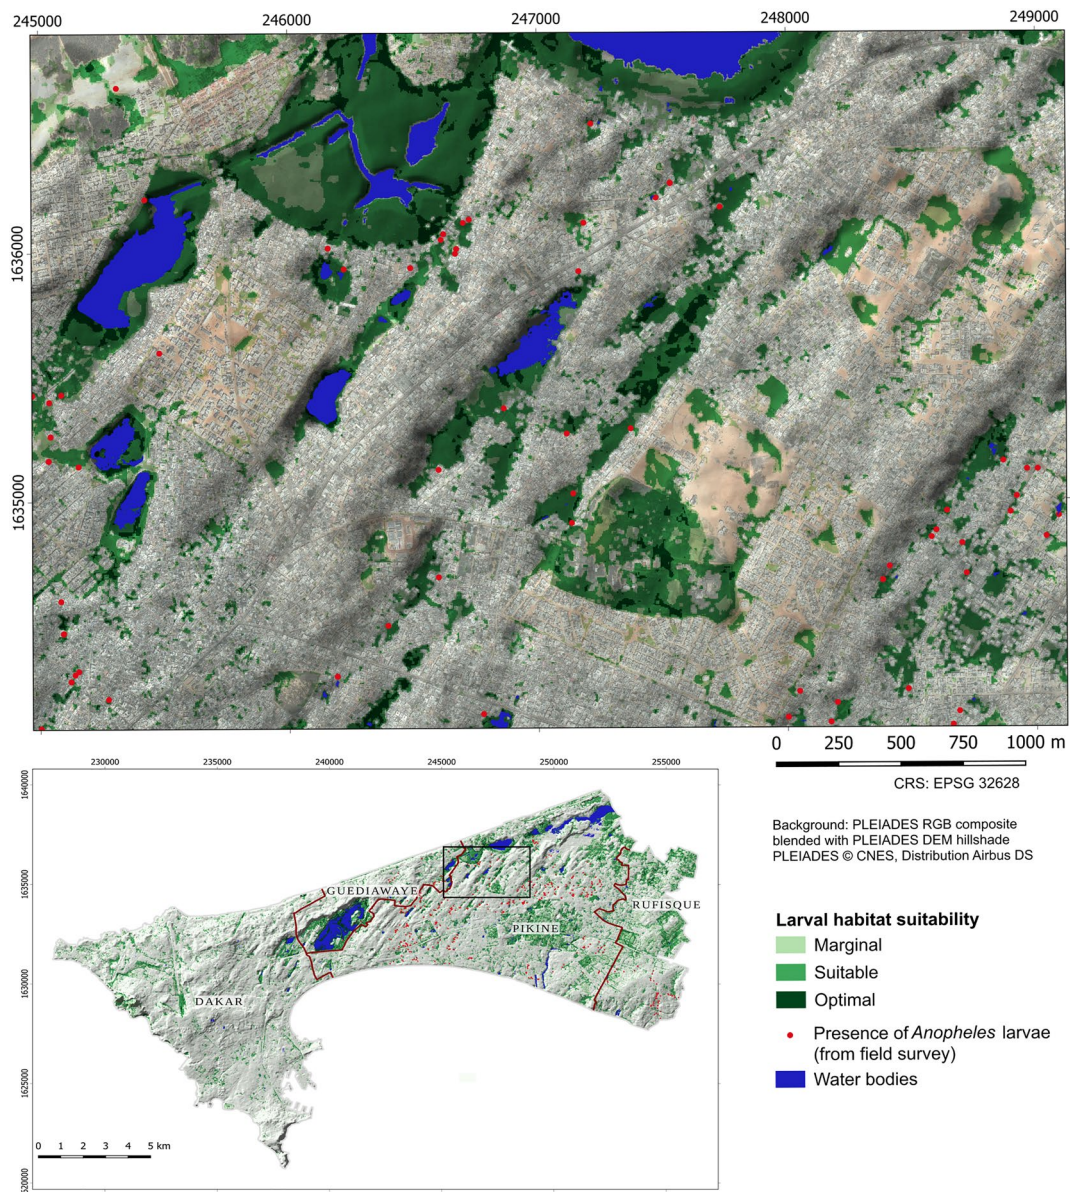 245000 246000 247000 248000 249000
1636000
1635000
0 250 500 750 1000 m
CRS: EPSG 32628
Background: PLEIADES RGB composite
blended with PLEIADES DEM hillshade
PLEIADES © CNES, Distribution Airbus DS
Larval habitat suitability
Marginal
Suitable
Optimal
Presence of Anopheles larvae
(from field survey)
Water bodies
230000 235000 240000 245000 250000 255000
1640000
1635000
1630000
1625000
1620000
GUEDIAWAYE
RUFISQUE
PIKINE
DAKAR
0 1 2 3 4 5 km